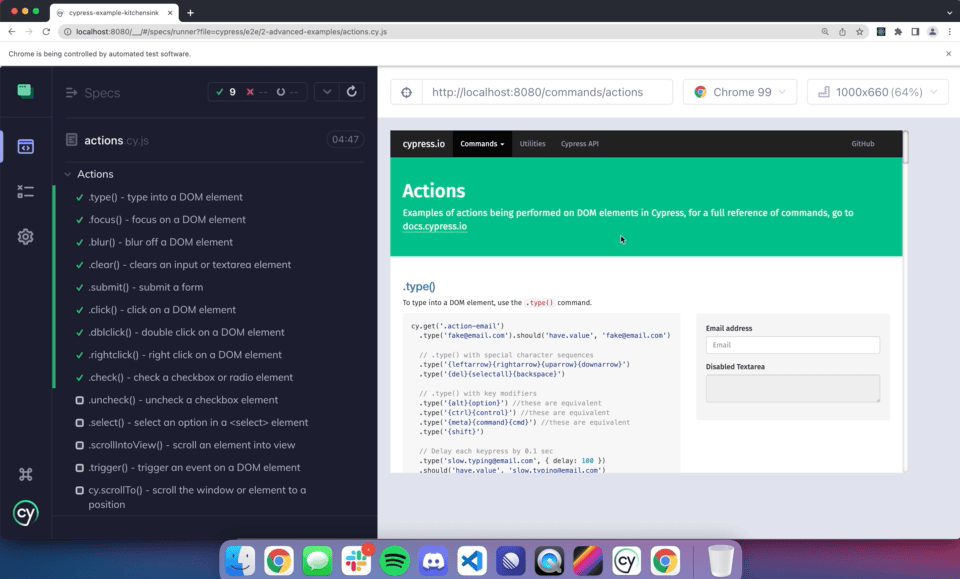 cypress-example-kitchensink
localhost:8080/__/#/specs/runner?file=cypress/e2e/2-advanced-examples/actions.cy.js
Chrome is being controlled by automated test software.
Specs
9 -- --
http://localhost:8080/commands/actions
Chrome 99
1000x660 (64%)
actions.cy.js
04:47
Actions
.type() - type into a DOM element
.focus() - focus on a DOM element
.blur() - blur off a DOM element
.clear() - clears an input or textarea element
.submit() - submit a form
.click() - click on a DOM element
.dblclick() - double click on a DOM element
.rightclick() - right click on a DOM element
.check() - check a checkbox or radio element
.uncheck() - uncheck a checkbox element
.select() - select an option in a <select> element
.scrollIntoView() - scroll an element into view
.trigger() - trigger an event on a DOM element
cy.scrollTo() - scroll the window or element to a
position
cy
cypress.io
Commands
Utilities
Cypress API
GitHub
Actions
Examples of actions being performed on DOM elements in Cypress, for a full reference of commands, go to
docs.cypress.io
.type()
To type into a DOM element, use the .type() command.
cy.get('.action-email')
.type('fake@email.com').should('have.value', 'fake@email.com')
// .type() with special character sequences
.type('{leftarrow}{rightarrow}{uparrow}{downarrow}')
.type('{del}{selectall}{backspace}')
// .type() with key modifiers
.type('{alt}{option}') //these are equivalent
.type('{ctrl}{control}') //these are equivalent
.type('{meta}{command}{cmd}') //these are equivalent
.type('{shift}')
// Delay each keypress by 0.1 sec
.type('slow.typing@email.com', { delay: 100 })
.should('have.value', 'slow.typing@email.com')
Email address
Email
Disabled Textarea
cy